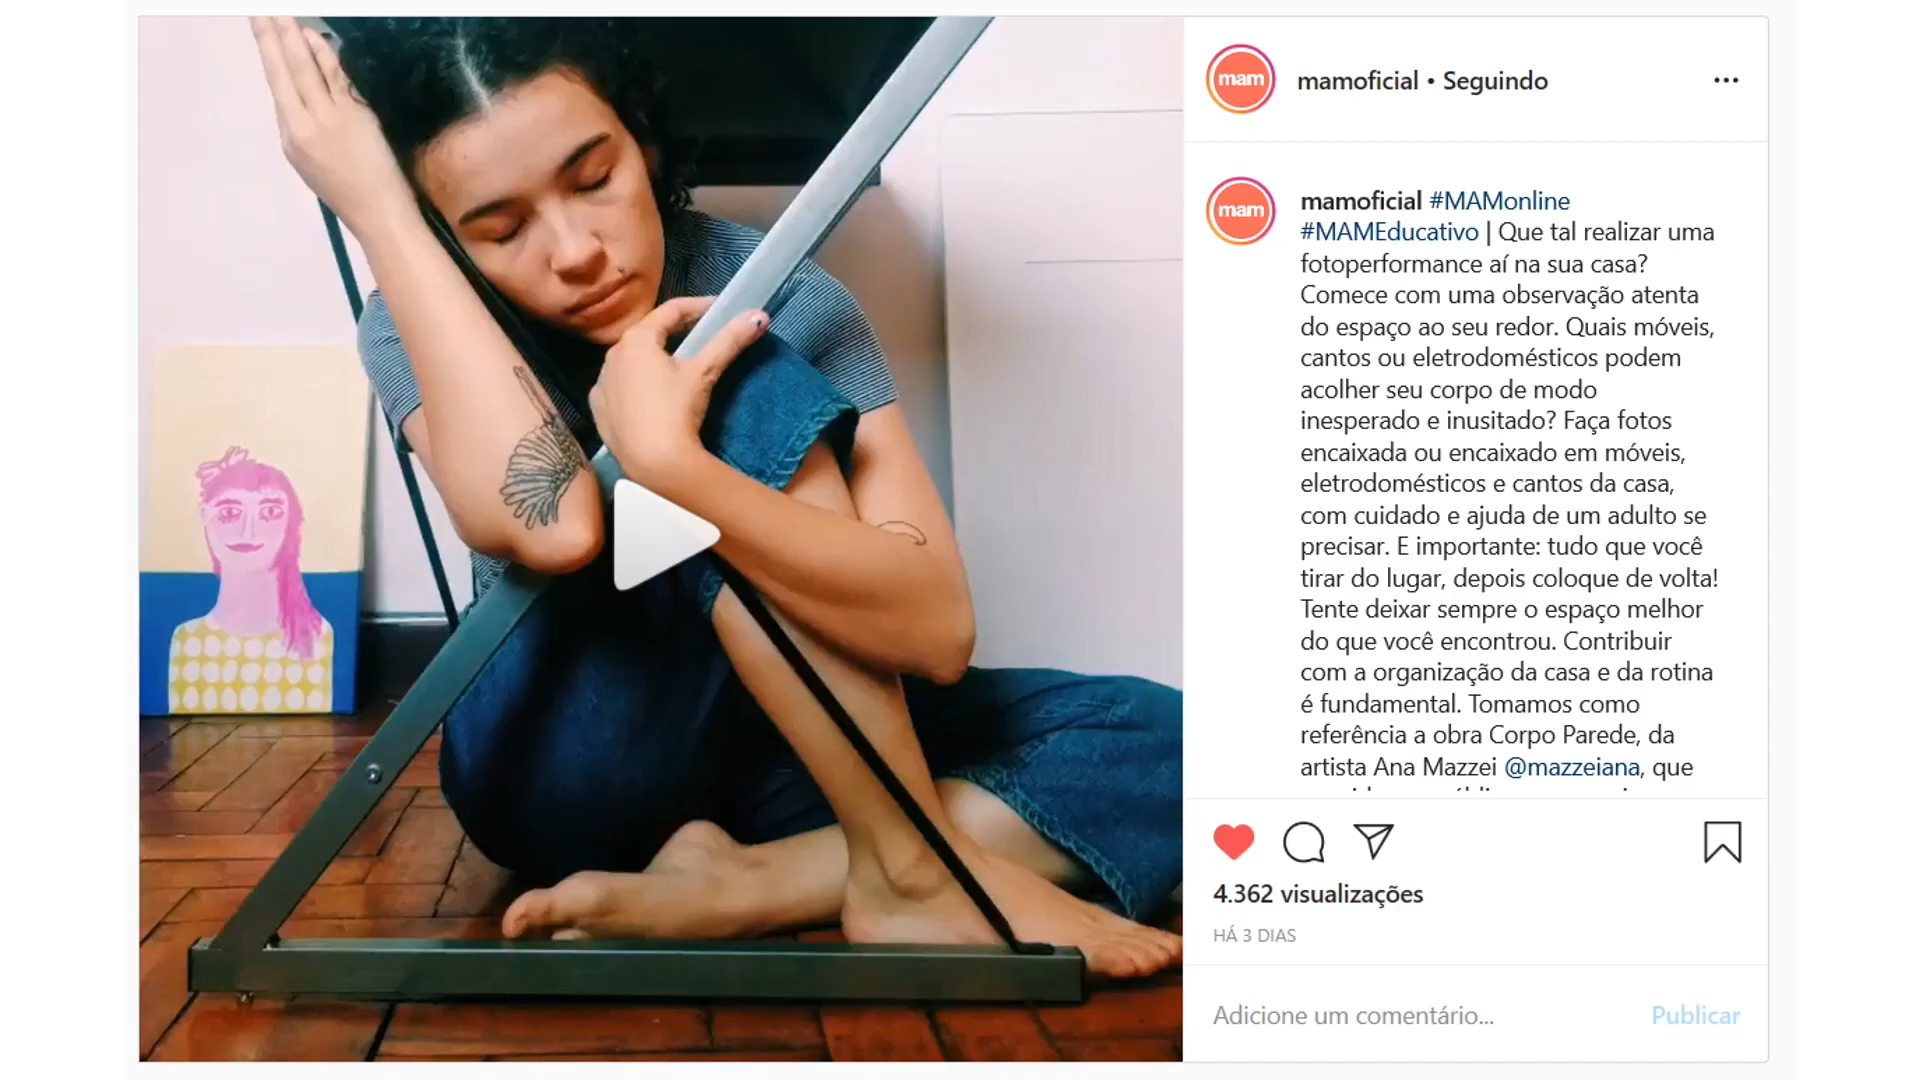 mam
mamoficial • Seguindo
mam
mamoficial #MAMonline
#MAMEducativo | Que tal realizar uma
fotoperformance aí na sua casa?
Comece com uma observação atenta
do espaço ao seu redor. Quais móveis,
cantos ou eletrodomésticos podem
acolher seu corpo de modo
inesperado e inusitado? Faça fotos
encaixada ou encaixado em móveis,
eletrodomésticos e cantos da casa,
com cuidado e ajuda de um adulto se
precisar. E importante: tudo que você
tirar do lugar, depois coloque de volta!
Tente deixar sempre o espaço melhor
do que você encontrou. Contribuir
com a organização da casa e da rotina
é fundamental. Tomamos como
referência a obra Corpo Parede, da
artista Ana Mazzei @mazzeiana, que
4.362 visualizações
HÁ 3 DIAS
Adicione um comentário...
Publicar